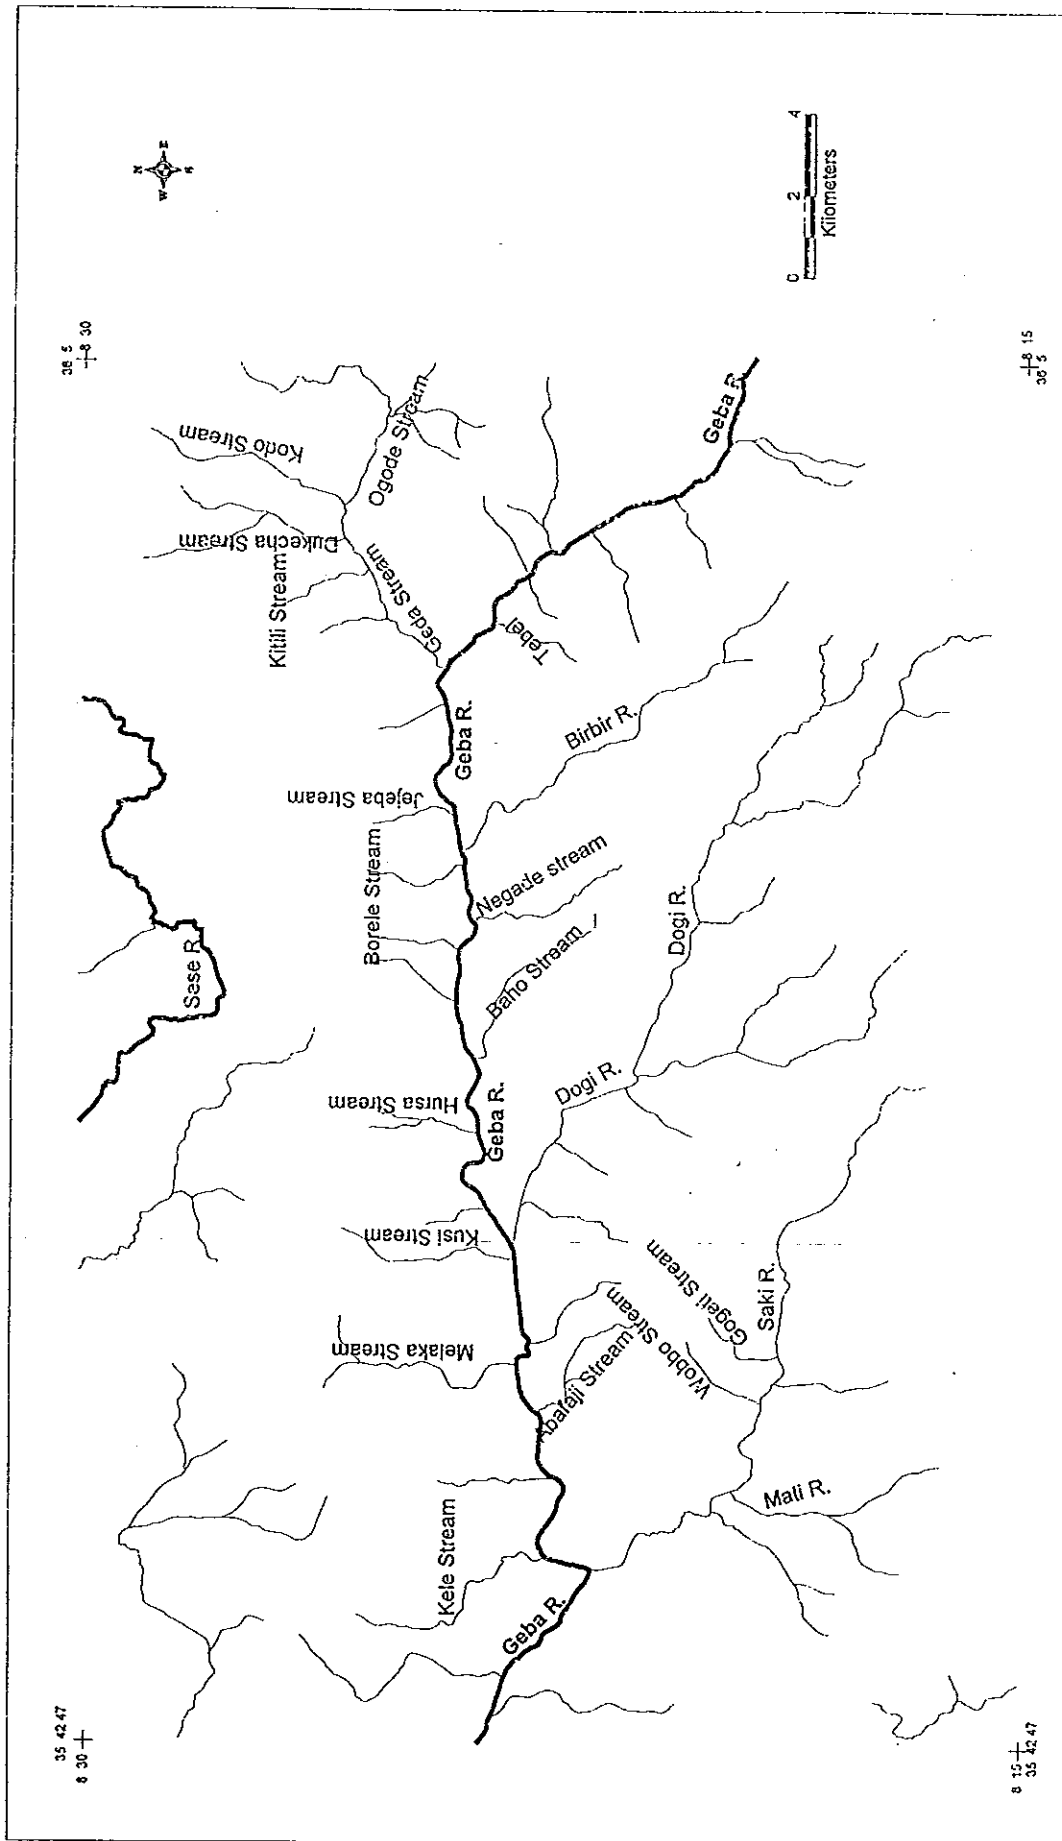 35 42 47
8 30
36 5
8 30
N
W
E
S
Sese R.
Kodo Stream
Dukecha Stream
Kitili Stream
Ogode Stream
Geda Stream
Jejeba Stream
Borele Stream
Hursa Stream
Kusi Stream
Melaka Stream
Kele Stream
Geba R.
Geba R.
Geba R.
Geba R.
Tebel
Birbir R.
Negade stream
Baho Stream
Dogi R.
Dogi R.
Abafaji Stream
Wobbo Stream
Gogeti Stream
Saki R.
Mali R.
0 2 4
Kilometers
8 15
35 42 47
8 15
36 5